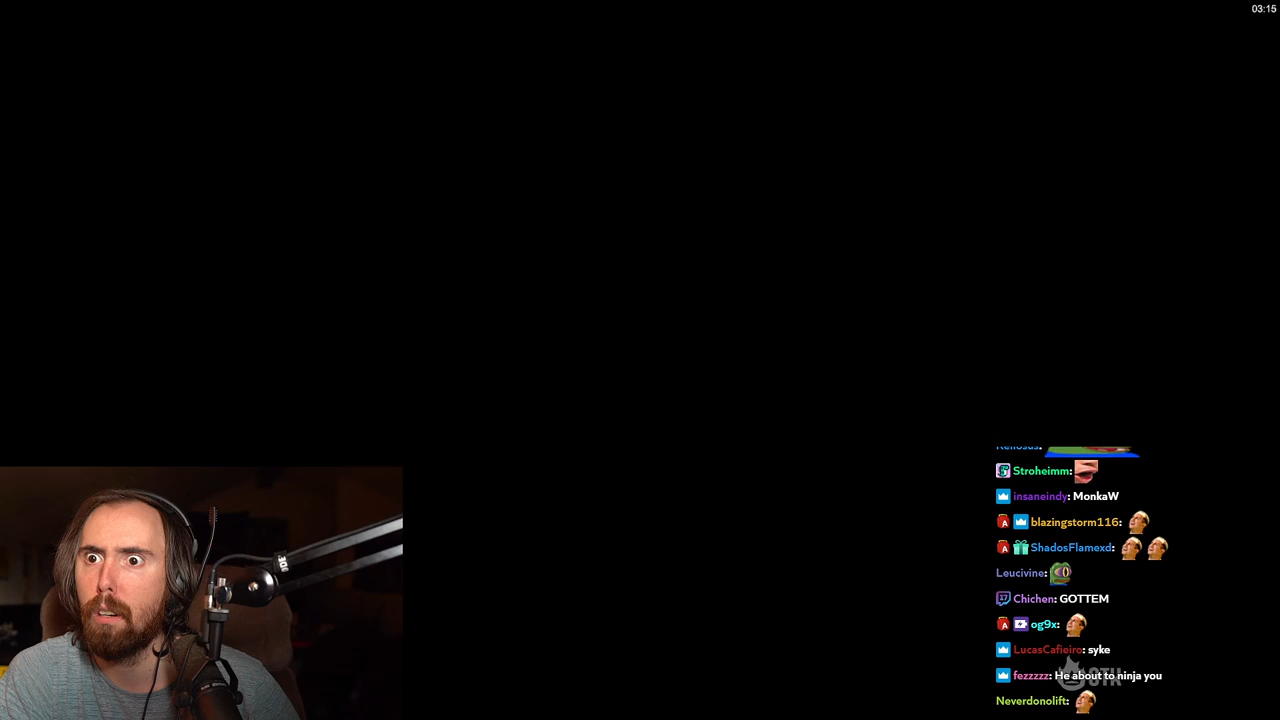 03:15
Stroheimm:
insaneindy: MonkaW
blazingstorm116:
ShadosFlamexd:
Leucivine:
Chichen: GOTTEM
og9x:
LucasCafieiro: syke
fezzzzz: He about to ninja you
Neverdonolift: